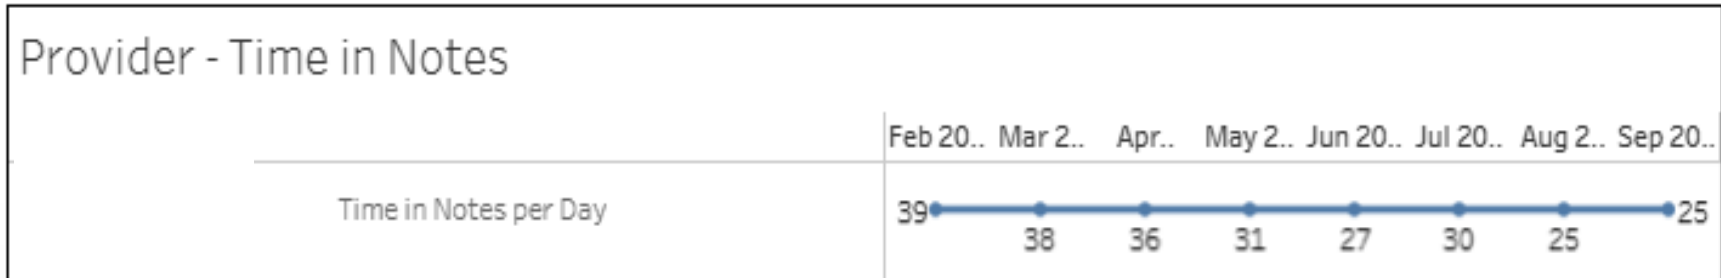 Provider - Time in Notes
Feb 20.. Mar 2.. Apr.. May 2.. Jun 20.. Jul 20.. Aug 2.. Sep 20..
Time in Notes per Day 39 25
38 36 31 27 30 25